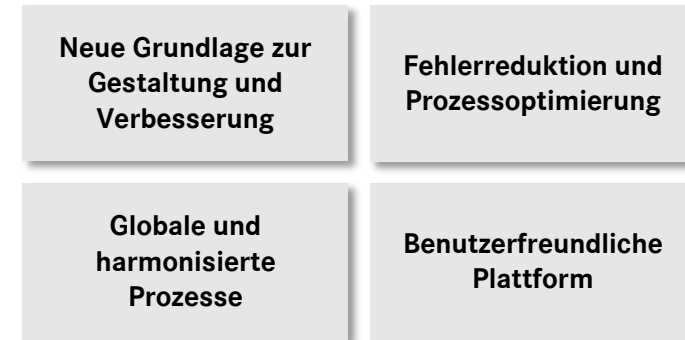 Neue Grundlage zur
Gestaltung und
Verbesserung
Fehlerreduktion und
Prozessoptimierung
Globale und
harmonisierte
Prozesse
Benutzerfreundliche
Plattform